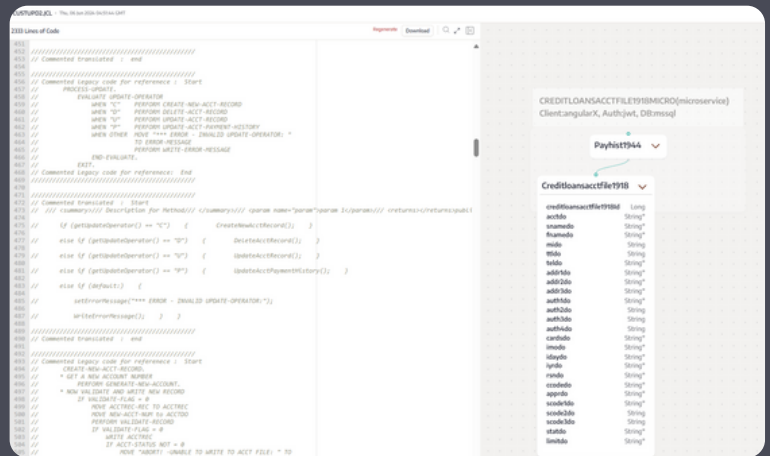 CUSTUP02.JCL • Thu, 06 Jun 2024 04:55:44 GMT
2333 Lines of Code
Regenerate
Download
451
452 ////////////////////////////////////////////////
453 // Commented translated : end
454
455 ////////////////////////////////////////////////
456 // Commented Legacy code for referenece : Start
457 // PROCESS-UPDATE.
458 // EVALUATE UPDATE-OPERATOR
459 // WHEN "C" PERFORM CREATE-NEW-ACCT-RECORD
460 // WHEN "D" PERFORM DELETE-ACCT-RECORD
461 // WHEN "U" PERFORM UPDATE-ACCT-RECORD
462 // WHEN "P" PERFORM UPDATE-ACCT-PAYMENT-HISTORY
463 // WHEN OTHER MOVE "*** ERROR - INVALID UPDATE-OPERATOR: "
464 // TO ERROR-MESSAGE
465 // PERFORM WRITE-ERROR-MESSAGE
466 // END-EVALUATE.
467 // EXIT.
468 // Commented Legacy code for referenece: End
469 ////////////////////////////////////////////////
470
471 ////////////////////////////////////////////////
472 // Commented translated : Start
473 // /// <summary>/// Description for Method/// </summary>/// <param name="param">param 1</param>/// <returns></returns>publi
475 // if (getUpdateOperator() == "C") { CreateNewAcctRecord(); }
477 // else if (getUpdateOperator() == "D") { DeleteAcctRecord(); }
479 // else if (getUpdateOperator() == "U") { UpdateAcctRecord(); }
481 // else if (getUpdateOperator() == "P") { UpdateAcctPaymentHistory(); }
483 // else if (default:) {
485 // setErrorMessage("*** ERROR - INVALID UPDATE-OPERATOR:");
487 // WriteErrorMessage(); } }
488 ////////////////////////////////////////////////
489 // Commented translated : end
490
492 ////////////////////////////////////////////////
493 // Commented Legacy code for referenece : Start
494 // CREATE-NEW-ACCT-RECORD.
495 // * GET A NEW ACCOUNT NUMBER
496 // PERFORM GENERATE-NEW-ACCOUNT.
497 // * NOW VALIDATE AND WRITE NEW RECORD
498 // IF VALIDATE-FLAG = 0
499 // MOVE ACCTREC-REC TO ACCTREC
500 // MOVE NEW-ACCT-NUM to ACCTDO
501 // PERFORM VALIDATE-RECORD
502 // IF VALIDATE-FLAG = 0
503 // WRITE ACCTREC
504 // IF ACCT-STATUS NOT = 0
505 // MOVE "ABORT! -UNABLE TO WRITE TO ACCT FILE: " TO
CREDITLOANSACCTFILE1918MICRO(microservice)
Client:angularX, Auth:jwt, DB:mssql
Payhist1944
Creditloansacctfile1918
creditloansacctfile1918Id Long
acctdo String*
snamedo String*
fnamedo String*
mido String
ttldo String
teldo String
addr1do String*
addr2do String*
addr3do String*
auth1do String
auth2do String
auth3do String
auth4do String
cardsdo String*
imodo String*
idaydo String*
iyrdo String*
rsndo String*
ccodedo String*
apprdo String*
scode1do String
scode2do String
scode3do String
statdo String*
limitdo String*